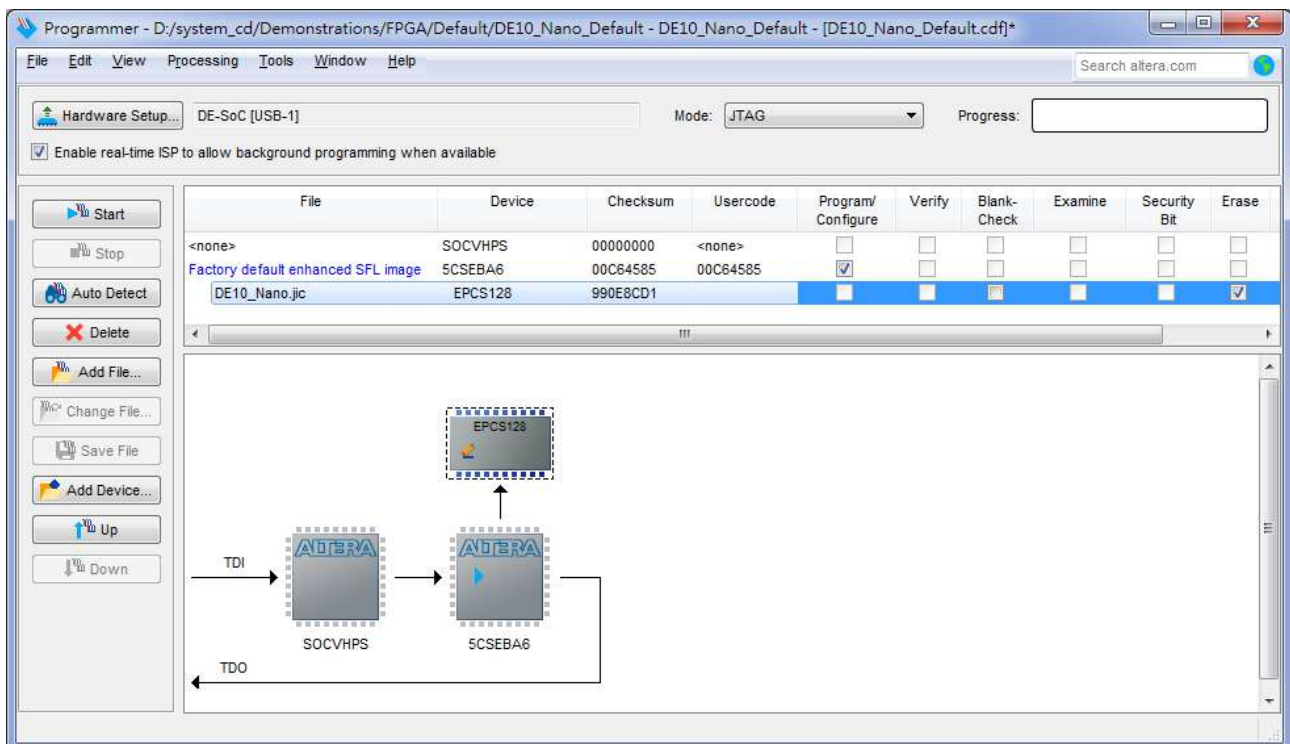 Programmer - D:/system_cd/Demonstrations/FPGA/Default/DE10_Nano_Default - DE10_Nano_Default - [DE10_Nano_Default.cdf]*
File Edit View Processing Tools Window Help Search altera.com
Hardware Setup... DE-SoC [USB-1] Mode: JTAG Progress:
Enable real-time ISP to allow background programming when available
Start
Stop
Auto Detect
Delete
Add File...
Change File...
Save File
Add Device...
Up
Down
File Device Checksum Usercode Program/ Configure Verify Blank- Check Examine Security Bit Erase
<none> SOCVHPS 00000000 <none>
Factory default enhanced SFL image 5CSEBA6 00C64585 00C64585
DE10_Nano.jic EPCS128 990E8CD1
EPCS128
TDI
ALTERA
ALTERA
SOCVHPS
5CSEBA6
TDO